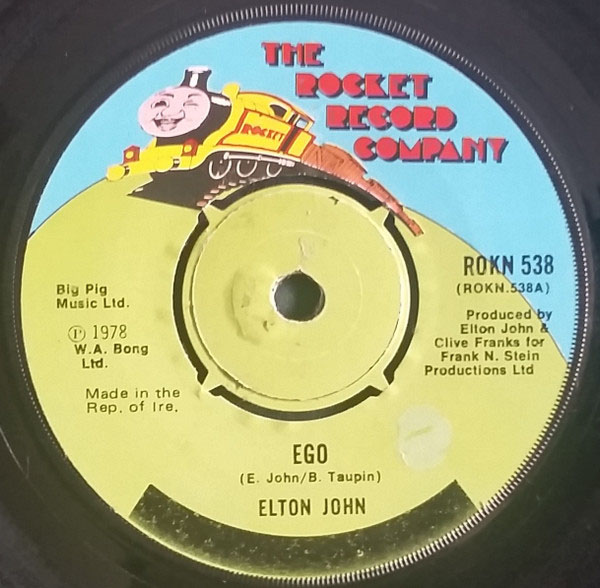 THE
ROCKET
RECORD
COMPANY
ROCKET
ROKN 538
(ROKN.538A)
Big Pig
Music Ltd.
Ⓟ 1978
W.A. Bong
Ltd.
Made in the
Rep. of Ire.
Produced by
Elton John &
Clive Franks for
Frank N. Stein
Productions Ltd
EGO
(E. John/B. Taupin)
ELTON JOHN